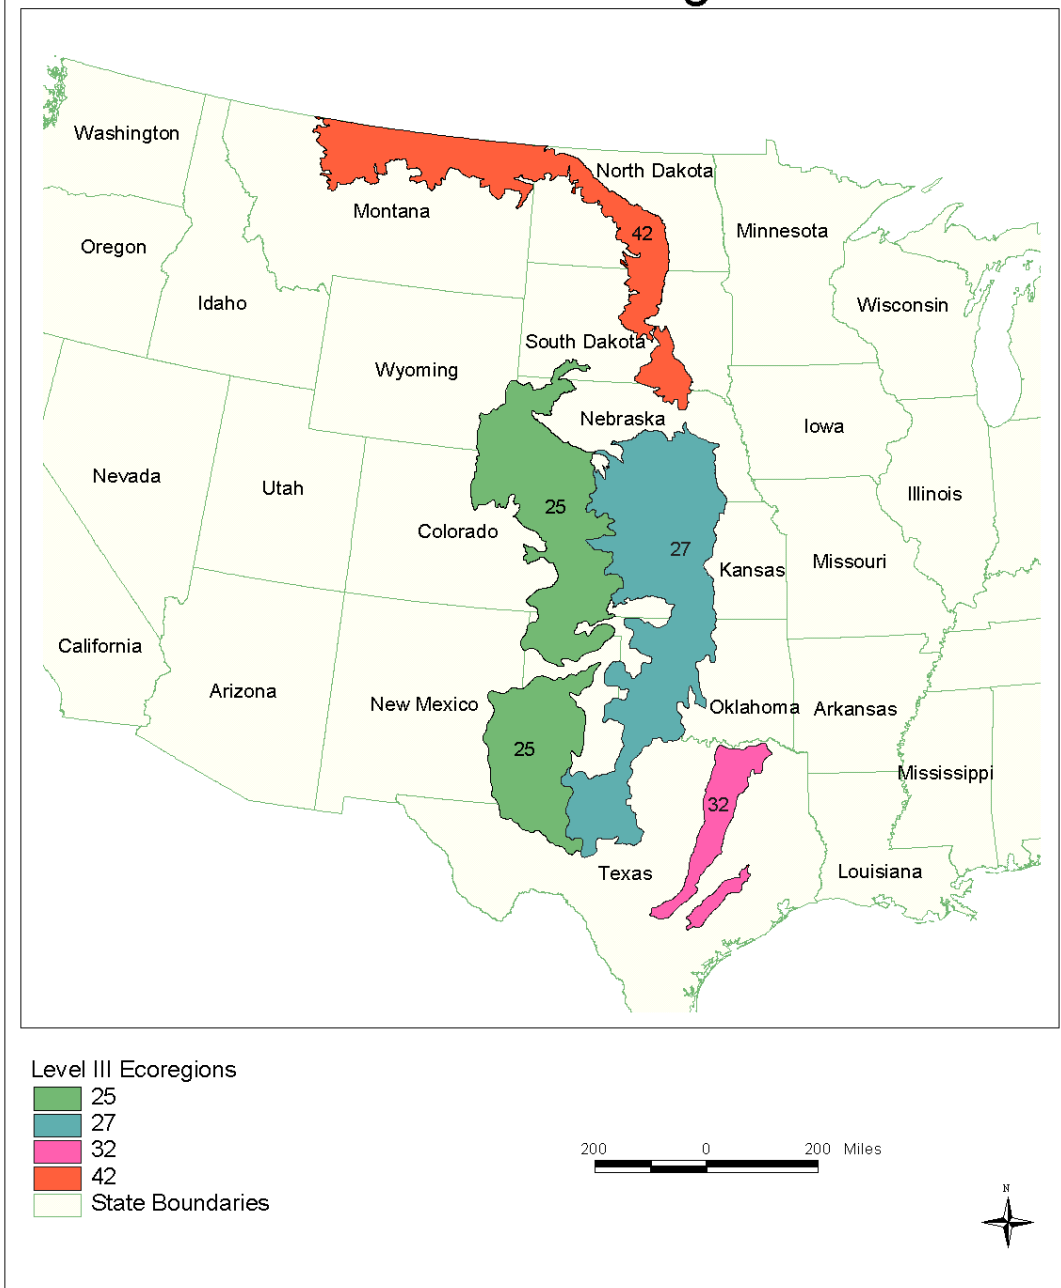 Washington
North Dakota
Montana
Minnesota
42
Oregon
Idaho
Wisconsin
South Dakota
Wyoming
Nebraska
Iowa
Nevada
Utah
Illinois
25
Colorado
27
Missouri
Kansas
California
Arizona
New Mexico
Oklahoma
Arkansas
25
Mississippi
32
Texas
Louisiana
Level III Ecoregions
25
27
32
42
State Boundaries
200 0 200 Miles
N